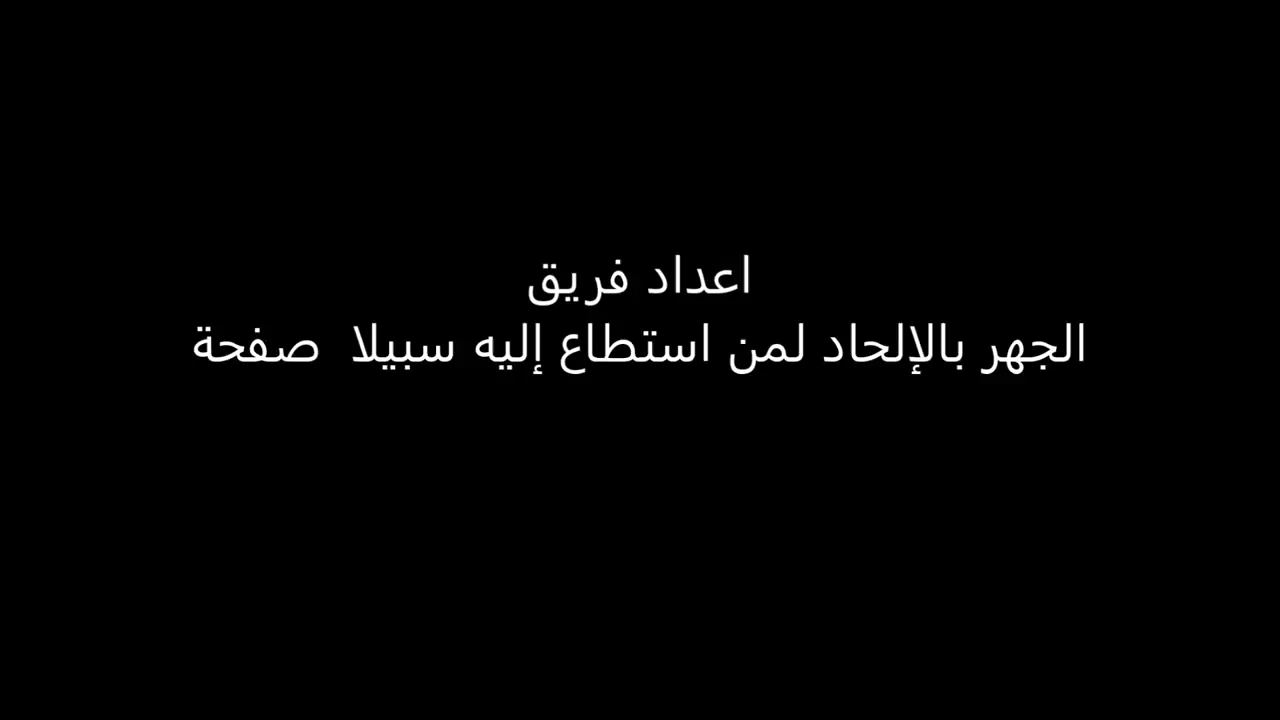 اعداد فريق
الجهر بالإلحاد لمن استطاع إليه سبيلا  صفحة